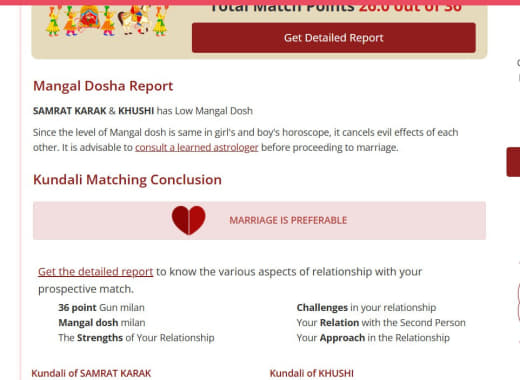 Total Match Points 26.0 out of 36
Get Detailed Report
Mangal Dosha Report
SAMRAT KARAK & KHUSHI has Low Mangal Dosh
Since the level of Mangal dosh is same in girl's and boy's horoscope, it cancels evil effects of each
other. It is advisable to consult a learned astrologer before proceeding to marriage.
Kundali Matching Conclusion
MARRIAGE IS PREFERABLE
Get the detailed report to know the various aspects of relationship with your
prospective match.
36 point Gun milan
Mangal dosh milan
The Strengths of Your Relationship
Challenges in your relationship
Your Relation with the Second Person
Your Approach in the Relationship
Kundali of SAMRAT KARAK
Kundali of KHUSHI